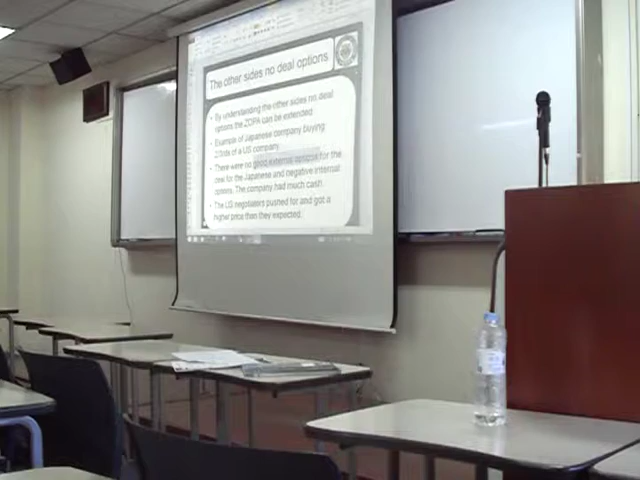 The other sides no deal options
• By understanding the other sides no deal
options the ZOPA can be extended.
• Example of Japanese company buying
2/3rds of a US company.
• There were no good external options for the
deal for the Japanese and negative internal
options. The company had much cash.
• The US negotiators pushed for and got a
higher price than they expected.